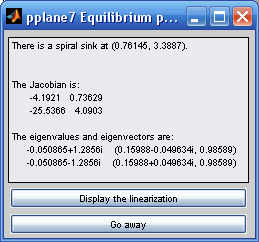 pplane7 Equilibrium p...
There is a spiral sink at (0.76145, 3.3887).
The Jacobian is:
-4.1921 0.73629
-25.5366 4.0903
The eigenvalues and eigenvectors are:
-0.050865+1.2856i (0.15988-0.049634i, 0.98589)
-0.050865-1.2856i (0.15988+0.049634i, 0.98589)
Display the linearization
Go away